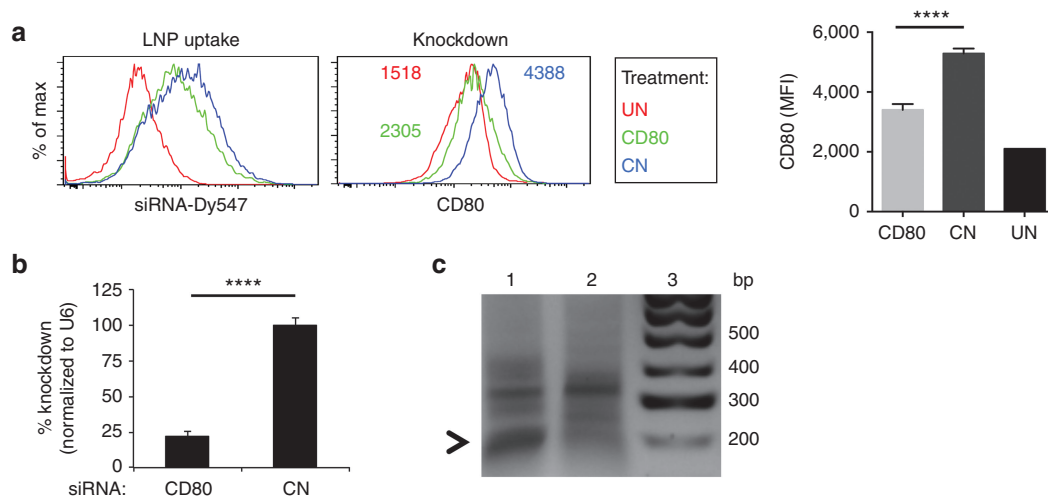 a
LNP uptake
Knockdown
% of max
1518
4388
2305
siRNA-Dy547
CD80
Treatment:
UN
CD80
CN
****
CD80 (MFI)
6,000
4,000
2,000
0
CD80 CN UN
b
****
% knockdown
(normalized to U6)
125
100
75
50
25
0
siRNA: CD80 CN
c
1 2 3 bp
500
400
300
200